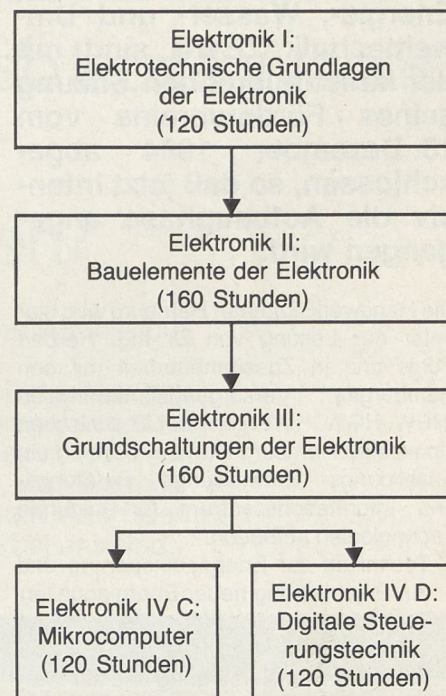 Elektronik I:
Elektrotechnische Grundlagen
der Elektronik
(120 Stunden)
Elektronik II:
Bauelemente der Elektronik
(160 Stunden)
Elektronik III:
Grundschaltungen der Elektronik
(160 Stunden)
Elektronik IV C:
Mikrocomputer
(120 Stunden)
Elektronik IV D:
Digitale Steue-
rungstechnik
(120 Stunden)